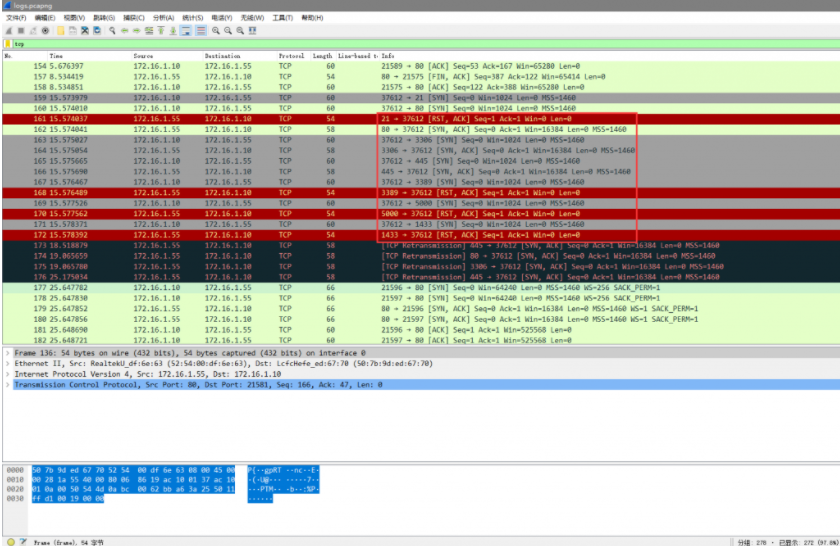 logs.pcapng
文件(F) 编辑(E) 视图(V) 跳转(G) 捕获(C) 分析(A) 统计(S) 电话(Y) 无线(W) 工具(T) 帮助(H)
tcp
No Time Source Destination Protocol Length Line-based t· Info
154 5.676397 172.16.1.10 172.16.1.55 TCP 60 21589 → 80 [ACK] Seq=53 Ack=167 Win=65280 Len=0
157 8.534419 172.16.1.55 172.16.1.10 TCP 54 80 → 21575 [FIN, ACK] Seq=387 Ack=122 Win=65414 Len=0
158 8.534851 172.16.1.10 172.16.1.55 TCP 60 21575 → 80 [ACK] Seq=122 Ack=388 Win=65280 Len=0
159 15.573979 172.16.1.10 172.16.1.55 TCP 60 37612 → 21 [SYN] Seq=0 Win=1024 Len=0 MSS=1460
160 15.574010 172.16.1.10 172.16.1.55 TCP 60 37612 → 80 [SYN] Seq=0 Win=1024 Len=0 MSS=1460
161 15.574037 172.16.1.55 172.16.1.10 TCP 54 21 → 37612 [RST, ACK] Seq=1 Ack=1 Win=0 Len=0
162 15.574041 172.16.1.55 172.16.1.10 TCP 58 80 → 37612 [SYN, ACK] Seq=0 Ack=1 Win=16384 Len=0 MSS=1460
163 15.575027 172.16.1.10 172.16.1.55 TCP 60 37612 → 3306 [SYN] Seq=0 Win=1024 Len=0 MSS=1460
164 15.575054 172.16.1.55 172.16.1.10 TCP 58 3306 → 37612 [SYN, ACK] Seq=0 Ack=1 Win=16384 Len=0 MSS=1460
165 15.575665 172.16.1.10 172.16.1.55 TCP 60 37612 → 445 [SYN] Seq=0 Win=1024 Len=0 MSS=1460
166 15.575690 172.16.1.55 172.16.1.10 TCP 58 445 → 37612 [SYN, ACK] Seq=0 Ack=1 Win=16384 Len=0 MSS=1460
167 15.576467 172.16.1.10 172.16.1.55 TCP 60 37612 → 3389 [SYN] Seq=0 Win=1024 Len=0 MSS=1460
168 15.576489 172.16.1.55 172.16.1.10 TCP 54 3389 → 37612 [RST, ACK] Seq=1 Ack=1 Win=0 Len=0
169 15.577526 172.16.1.10 172.16.1.55 TCP 60 37612 → 5000 [SYN] Seq=0 Win=1024 Len=0 MSS=1460
170 15.577562 172.16.1.55 172.16.1.10 TCP 54 5000 → 37612 [RST, ACK] Seq=1 Ack=1 Win=0 Len=0
171 15.578371 172.16.1.10 172.16.1.55 TCP 60 37612 → 1433 [SYN] Seq=0 Win=1024 Len=0 MSS=1460
172 15.578392 172.16.1.55 172.16.1.10 TCP 54 1433 → 37612 [RST, ACK] Seq=1 Ack=1 Win=0 Len=0
173 18.518879 172.16.1.55 172.16.1.10 TCP 58 [TCP Retransmission] 445 → 37612 [SYN, ACK] Seq=0 Ack=1 Win=16384 Len=0 MSS=1460
174 19.065659 172.16.1.55 172.16.1.10 TCP 58 [TCP Retransmission] 80 → 37612 [SYN, ACK] Seq=0 Ack=1 Win=16384 Len=0 MSS=1460
175 19.065780 172.16.1.55 172.16.1.10 TCP 58 [TCP Retransmission] 3306 → 37612 [SYN, ACK] Seq=0 Ack=1 Win=16384 Len=0 MSS=1460
176 25.175034 172.16.1.55 172.16.1.10 TCP 58 [TCP Retransmission] 445 → 37612 [SYN, ACK] Seq=0 Ack=1 Win=16384 Len=0 MSS=1460
177 25.647782 172.16.1.10 172.16.1.55 TCP 66 21596 → 80 [SYN] Seq=0 Win=64240 Len=0 MSS=1460 WS=256 SACK_PERM=1
178 25.647830 172.16.1.10 172.16.1.55 TCP 66 21597 → 80 [SYN] Seq=0 Win=64240 Len=0 MSS=1460 WS=256 SACK_PERM=1
179 25.647852 172.16.1.55 172.16.1.10 TCP 66 80 → 21596 [SYN, ACK] Seq=0 Ack=1 Win=16384 Len=0 MSS=1460 WS=1 SACK_PERM=1
180 25.647856 172.16.1.55 172.16.1.10 TCP 66 80 → 21597 [SYN, ACK] Seq=0 Ack=1 Win=16384 Len=0 MSS=1460 WS=1 SACK_PERM=1
181 25.648690 172.16.1.10 172.16.1.55 TCP 60 21596 → 80 [ACK] Seq=1 Ack=1 Win=525568 Len=0
182 25.648721 172.16.1.10 172.16.1.55 TCP 60 21597 → 80 [ACK] Seq=1 Ack=1 Win=525568 Len=0
Frame 136: 54 bytes on wire (432 bits), 54 bytes captured (432 bits) on interface 0
Ethernet II, Src: RealtekU_df:6e:63 (52:54:00:df:6e:63), Dst: LcfcHefe_ed:67:70 (50:7b:9d:ed:67:70)
Internet Protocol Version 4, Src: 172.16.1.55, Dst: 172.16.1.10
Transmission Control Protocol, Src Port: 80, Dst Port: 21581, Seq: 166, Ack: 47, Len: 0
0000 50 7b 9d ed 67 70 52 54 00 df 6e 63 08 00 45 00 P{··gpRT ··nc··E·
0010 00 28 1a 55 40 00 80 06 86 19 ac 10 01 37 ac 10 ·(·U@··· ·····7··
0020 01 0a 00 50 54 4d 0a bc 00 62 bb a6 3a 25 50 11 ···PTM·· ·b··:%P·
0030 ff d1 00 19 00 00 ······
Frame (frame), 54 字节
分组: 278 · 已显示: 272 (97.8%)